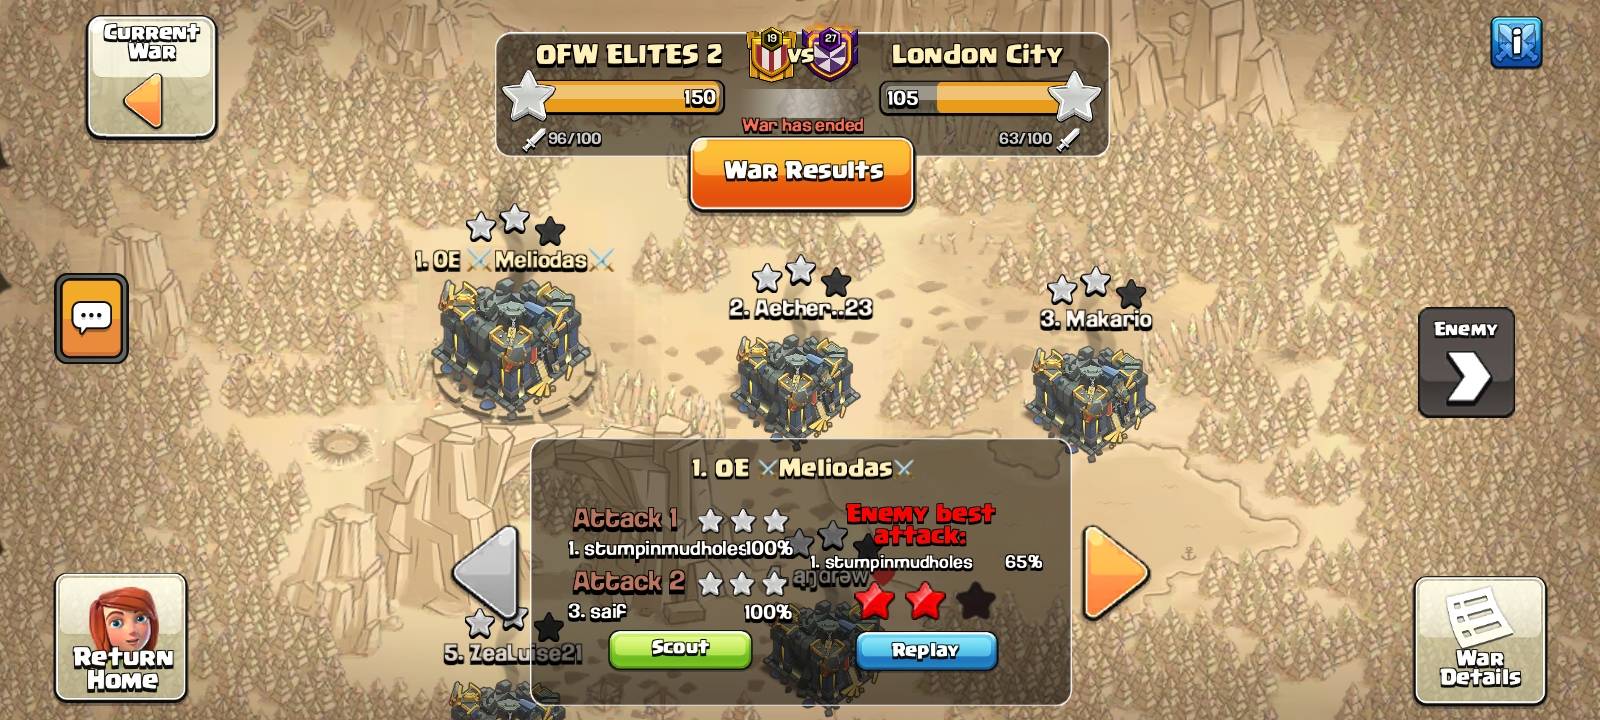 Current
War
OFW ELITES 2
19
VS
27
London City
150
105
96/100
War has ended
63/100
War Results
1. OE ⚔Meliodas⚔
2. Aether..23
3. Makario
Enemy
1. OE ⚔Meliodas⚔
Attack 1
1. stumpinmudholes 100%
Attack 2
3. saif 100%
Enemy best
attack:
1. stumpinmudholes 65%
Scout
Replay
5. ZeaLuise21
Return
Home
War
Details